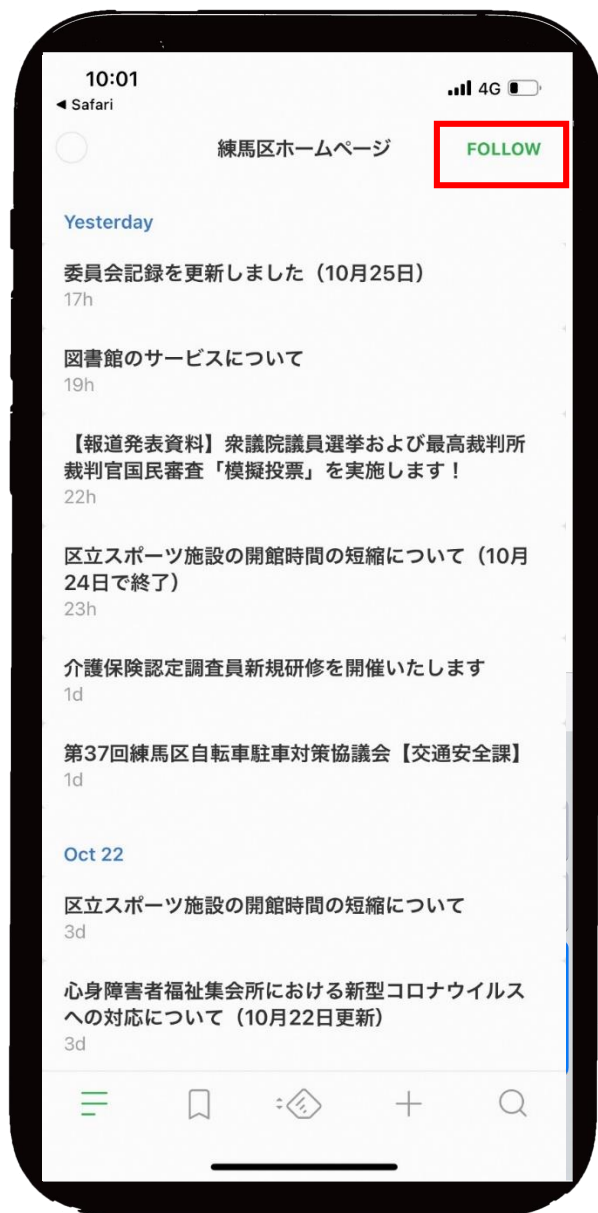 10:01
4G
◀ Safari
練馬区ホームページ
FOLLOW
Yesterday
委員会記録を更新しました（10月25日）
17h
図書館のサービスについて
19h
【報道発表資料】衆議院議員選挙および最高裁判所
裁判官国民審査「模擬投票」を実施します！
22h
区立スポーツ施設の開館時間の短縮について（10月
24日で終了）
23h
介護保険認定調査員新規研修を開催いたします
1d
第37回練馬区自転車駐車対策協議会【交通安全課】
1d
Oct 22
区立スポーツ施設の開館時間の短縮について
3d
心身障害者福祉集会所における新型コロナウイルス
への対応について（10月22日更新）
3d